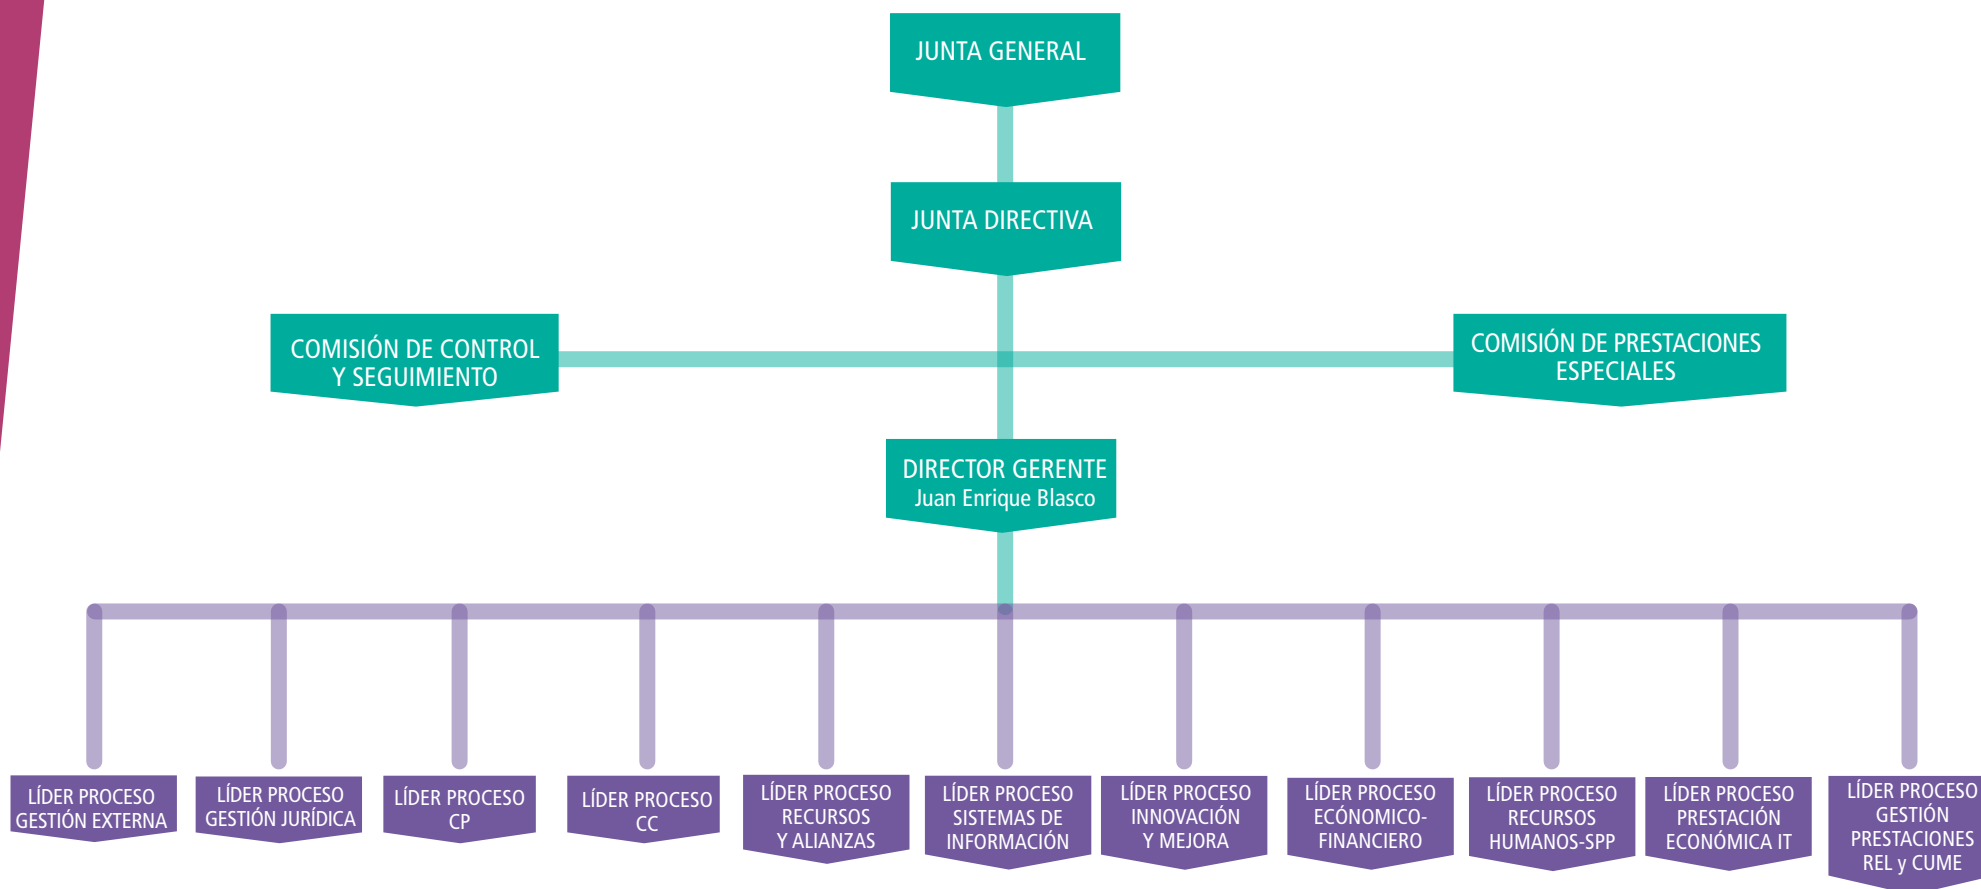 JUNTA GENERAL
JUNTA DIRECTIVA
COMISIÓN DE CONTROL
Y SEGUIMIENTO
COMISIÓN DE PRESTACIONES
ESPECIALES
DIRECTOR GERENTE
Juan Enrique Blasco
LÍDER PROCESO
GESTIÓN EXTERNA
LÍDER PROCESO
GESTIÓN JURÍDICA
LÍDER PROCESO
CP
LÍDER PROCESO
CC
LÍDER PROCESO
RECURSOS
Y ALIANZAS
LÍDER PROCESO
SISTEMAS DE
INFORMACIÓN
LÍDER PROCESO
INNOVACIÓN
Y MEJORA
LÍDER PROCESO
ECÓNOMICO-
FINANCIERO
LÍDER PROCESO
RECURSOS
HUMANOS-SPP
LÍDER PROCESO
PRESTACIÓN
ECONÓMICA IT
LÍDER PROCESO
GESTIÓN
PRESTACIONES
REL y CUME